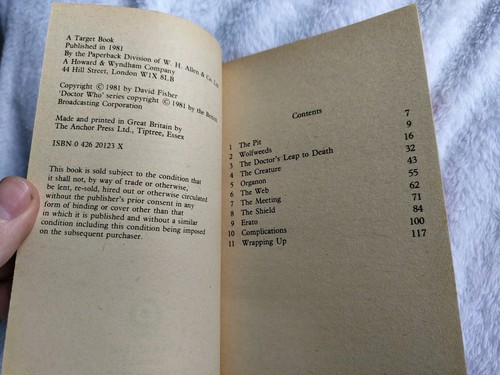 A Target Book
Published in 1981
By the Paperback Division of W. H. Allen & Co. Ltd
A Howard & Wyndham Company
44 Hill Street, London W1X 8LB
Copyright © 1981 by David Fisher
'Doctor Who' series copyright © 1981 by the British
Broadcasting Corporation
Made and printed in Great Britain by
The Anchor Press Ltd., Tiptree, Essex
ISBN 0 426 20123 X
This book is sold subject to the condition that
it shall not, by way of trade or otherwise,
be lent, re-sold, hired out or otherwise circulated
without the publisher's prior consent in any
form of binding or cover other than that
in which it is published and without a similar
condition including this condition being imposed
on the subsequent purchaser.
Contents
1 The Pit 7
2 Wolfweeds 9
3 The Doctor's Leap to Death 16
4 The Creature 32
5 Organon 43
6 The Web 55
7 The Meeting 62
8 The Shield 71
9 Erato 84
10 Complications 100
11 Wrapping Up 117